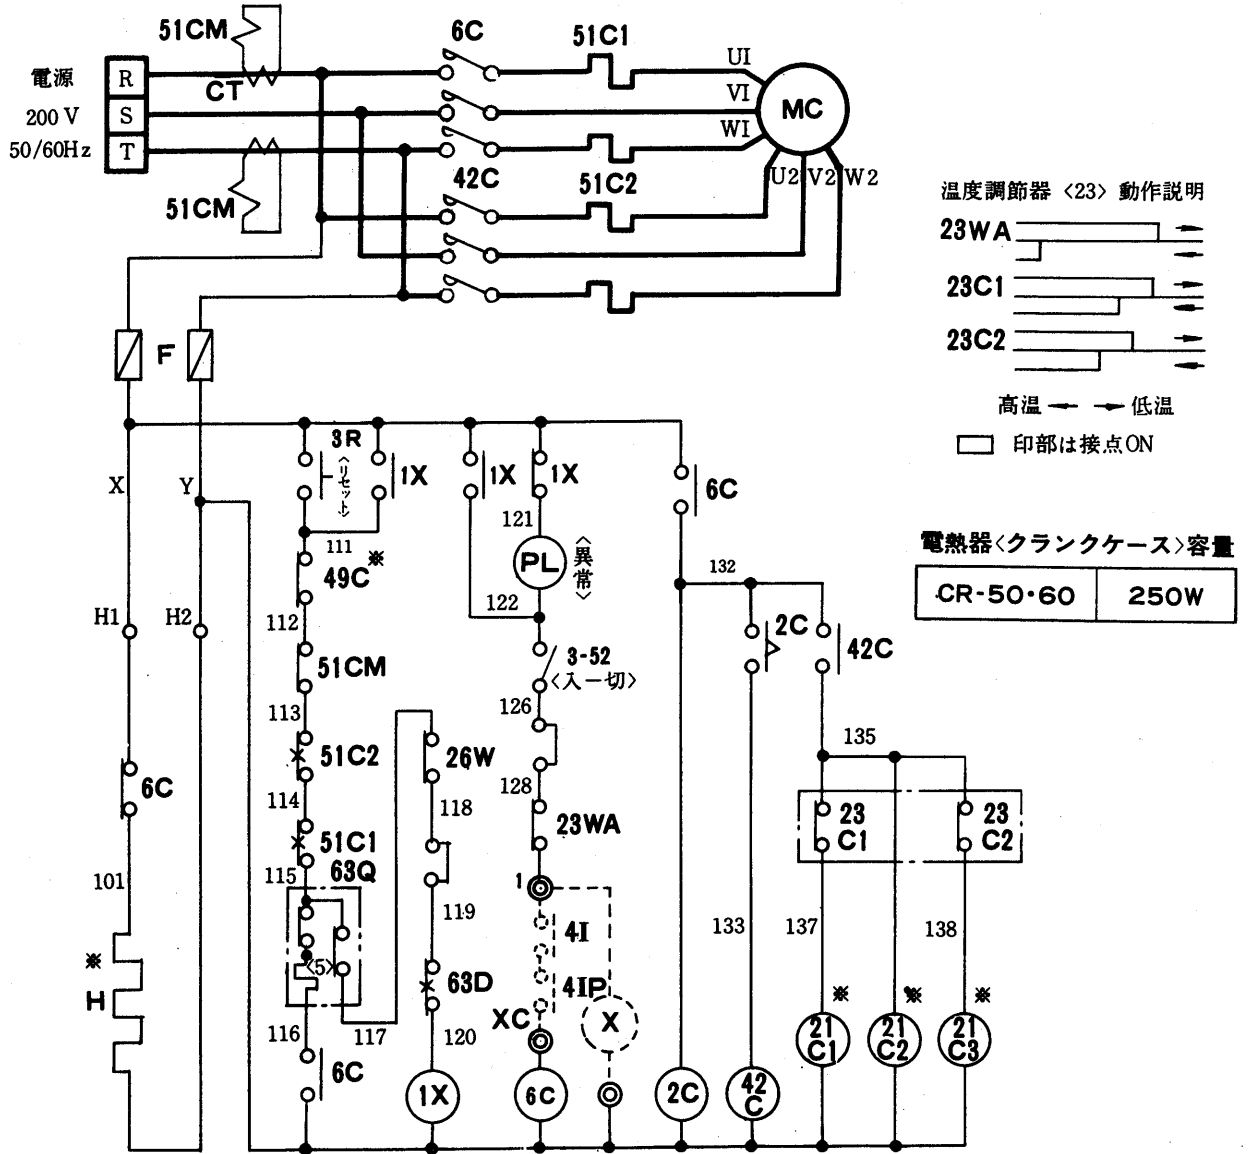 51CM
CT
6C
51C1
UI
電源
R
200 V
S
VI
MC
50/60Hz
T
WI
42C
51C2
U2
V2
W2
51CM
温度調節器〈23〉動作説明
23WA
23C1
23C2
高温
低温
印部は接点ON
F
3R
〈リセット〉
1X
1X
1X
6C
X
Y
121
111
PL
〈異常〉
49C※
122
132
電熱器〈クランクケース〉容量
CR-50・60
250W
H1
H2
112
51CM
3-52
〈入ー切〉
2C
42C
113
126
135
51C2
26W
6C
114
118
128
23
C1
23
C2
51C1
23WA
115
63Q
101
1
119
4I
133
137
138
※
H
〈5〉
63D
4IP
X
※
※
※
116
117
120
XC
21
C1
21
C2
21
C3
6C
1X
6C
2C
42
C